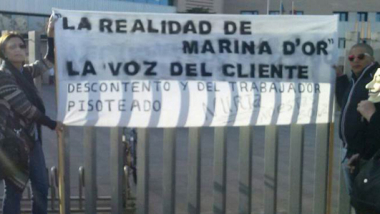 "LA REALIDAD DE
MARINA D'OR"
LA VOZ DEL CLIENTE
DESCONTENTO Y DEL TRABAJADOR
PISOTEADO